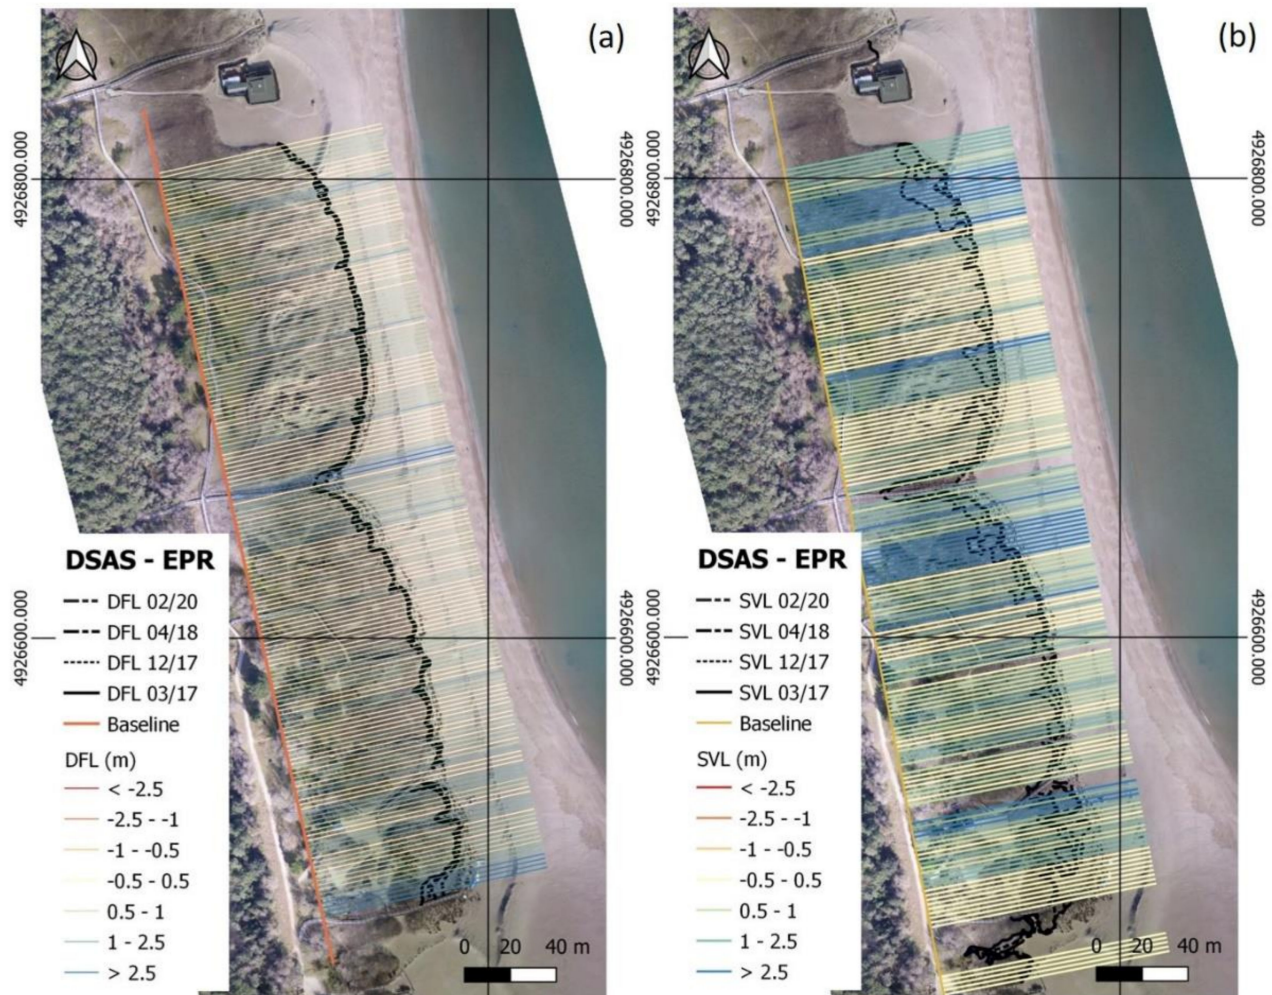 (a)
4926800.000
4926800.000
DSAS - EPR
DFL 02/20
DFL 04/18
DFL 12/17
DFL 03/17
Baseline
DFL (m)
< -2.5
-2.5 - -1
-1 - -0.5
-0.5 - 0.5
0.5 - 1
1 - 2.5
> 2.5
4926600.000
4926600.000
0 20 40 m
(b)
4926800.000
4926800.000
DSAS - EPR
SVL 02/20
SVL 04/18
SVL 12/17
SVL 03/17
Baseline
SVL (m)
< -2.5
-2.5 - -1
-1 - -0.5
-0.5 - 0.5
0.5 - 1
1 - 2.5
> 2.5
4926600.000
4926600.000
0 20 40 m